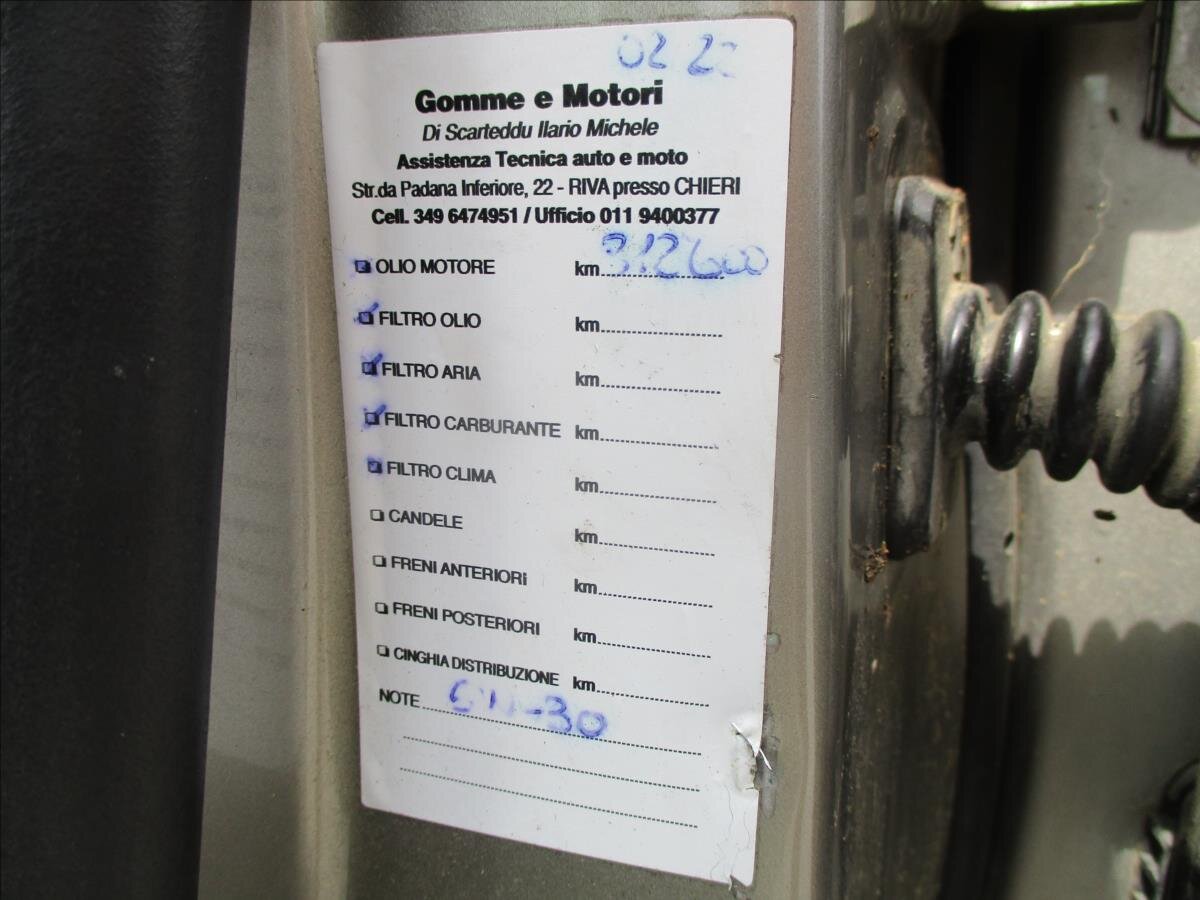 02 22
Gomme e Motori
Di Scarteddu Ilario Michele
Assistenza Tecnica auto e moto
Str.da Padana Inferiore, 22 - RIVA presso CHIERI
Cell. 349 6474951 / Ufficio 011 9400377
OLIO MOTORE km 312600
FILTRO OLIO km
FILTRO ARIA km
FILTRO CARBURANTE km
FILTRO CLIMA km
CANDELE km
FRENI ANTERIORI km
FRENI POSTERIORI km
CINGHIA DISTRIBUZIONE km
NOTE